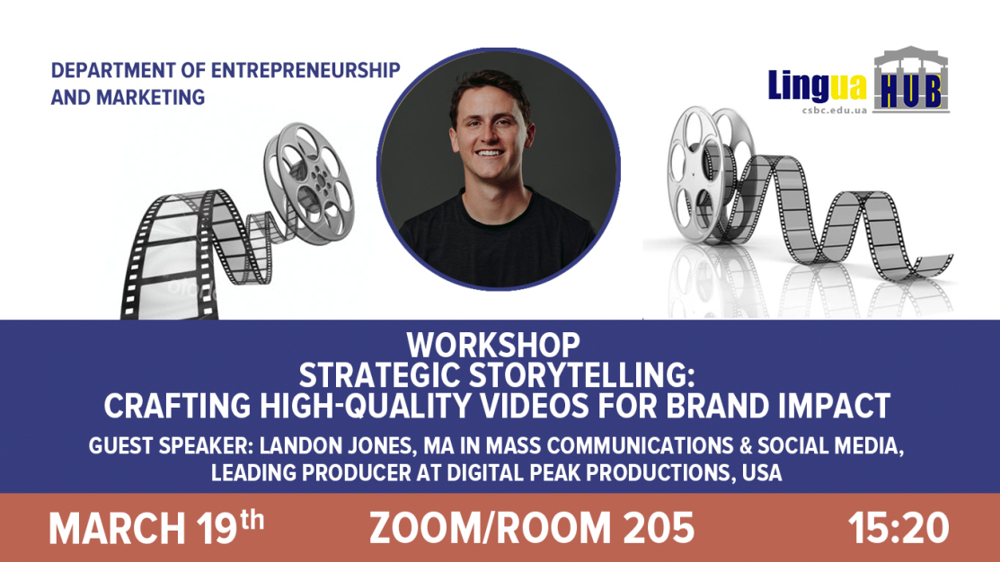 DEPARTMENT OF ENTREPRENEURSHIP
AND MARKETING
Lingua HUB
csbc.edu.ua
WORKSHOP
STRATEGIC STORYTELLING:
CRAFTING HIGH-QUALITY VIDEOS FOR BRAND IMPACT
GUEST SPEAKER: LANDON JONES, MA IN MASS COMMUNICATIONS & SOCIAL MEDIA,
LEADING PRODUCER AT DIGITAL PEAK PRODUCTIONS, USA
MARCH 19th ZOOM/ROOM 205 15:20